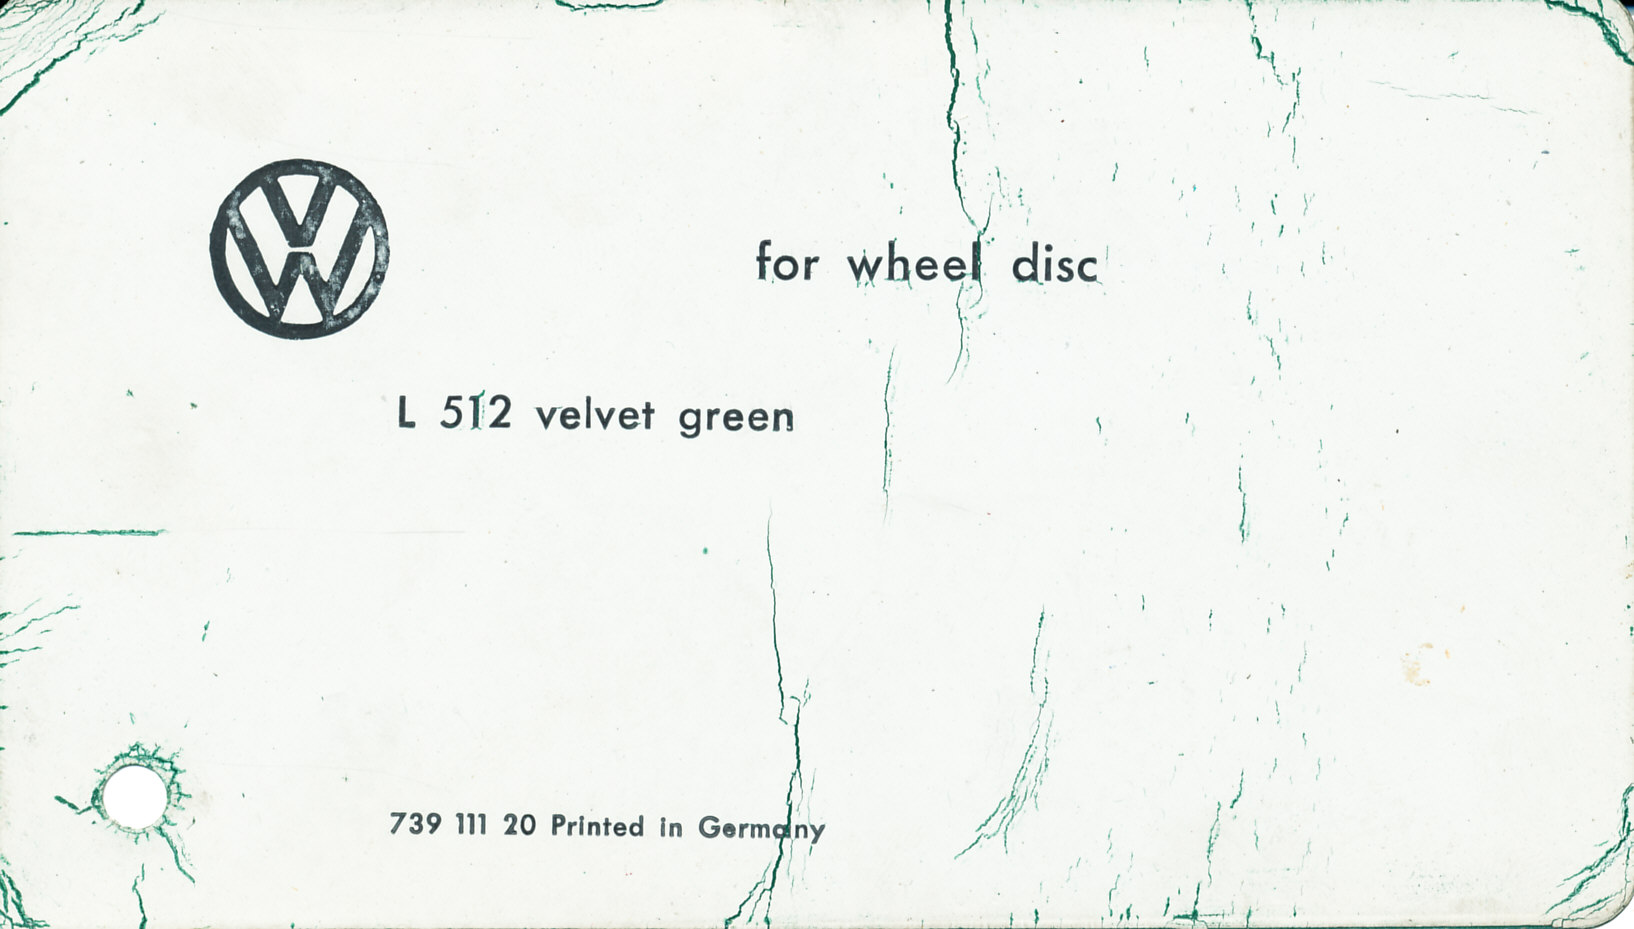 for wheel disc
L 512 velvet green
739 111 20 Printed in Germany